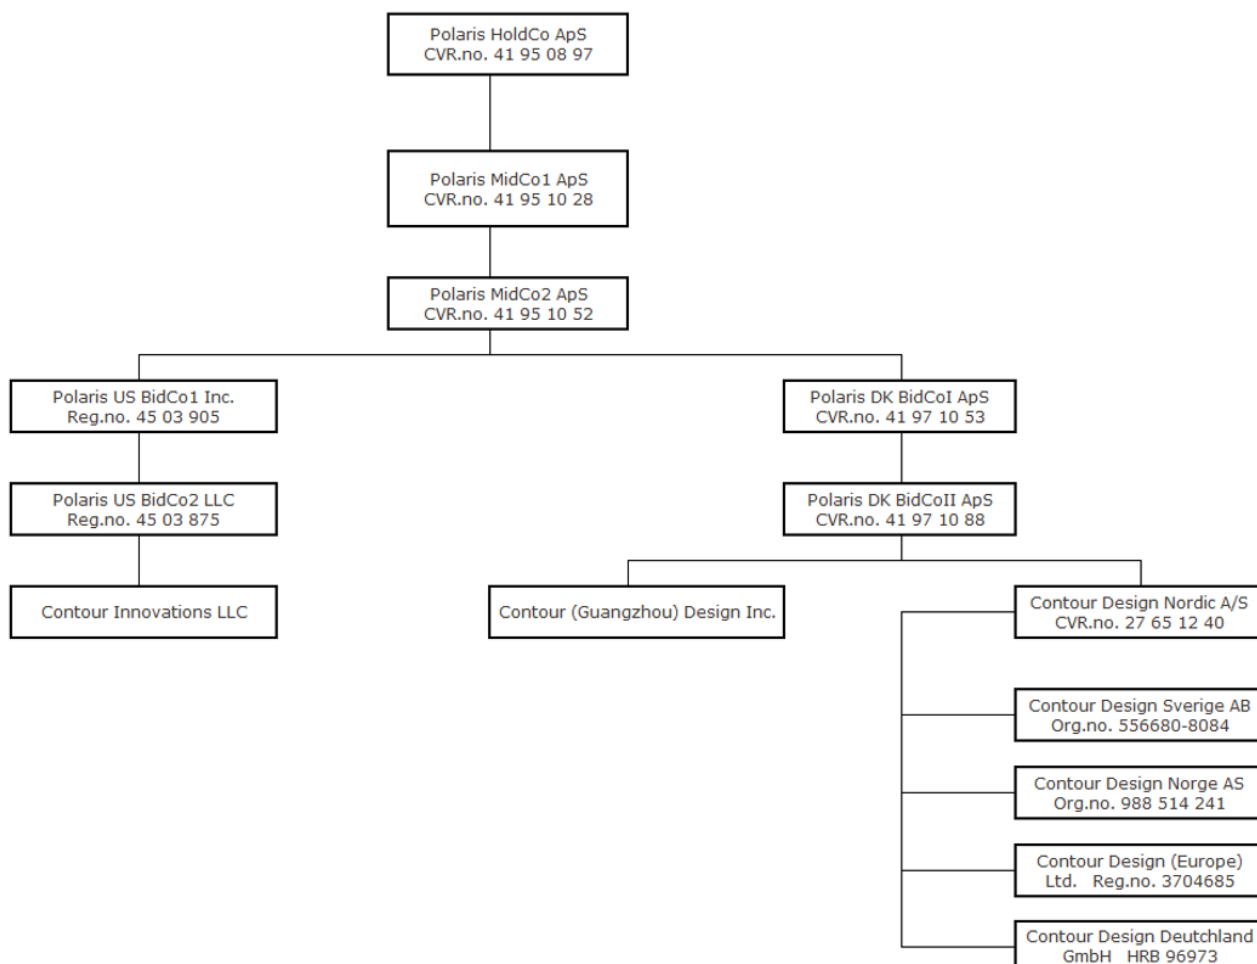 Polaris HoldCo ApS
CVR.no. 41 95 08 97
Polaris MidCo1 ApS
CVR.no. 41 95 10 28
Polaris MidCo2 ApS
CVR.no. 41 95 10 52
Polaris US BidCo1 Inc.
Reg.no. 45 03 905
Polaris DK BidCoI ApS
CVR.no. 41 97 10 53
Polaris US BidCo2 LLC
Reg.no. 45 03 875
Polaris DK BidCoII ApS
CVR.no. 41 97 10 88
Contour Innovations LLC
Contour (Guangzhou) Design Inc.
Contour Design Nordic A/S
CVR.no. 27 65 12 40
Contour Design Sverige AB
Org.no. 556680-8084
Contour Design Norge AS
Org.no. 988 514 241
Contour Design (Europe)
Ltd. Reg.no. 3704685
Contour Design Deutchland
GmbH HRB 96973